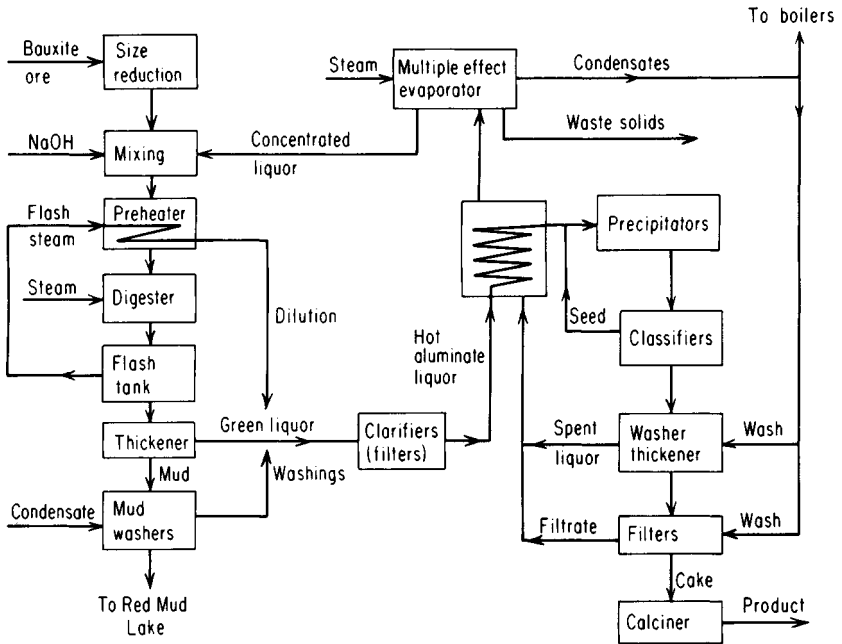 To boilers
Bauxite
ore
Size
reduction
Steam
Multiple effect
evaporator
Condensates
Waste solids
NaOH
Mixing
Concentrated
liquor
Flash
steam
Preheater
Precipitators
Steam
Digester
Dilution
Seed
Classifiers
Hot
aluminate
liquor
Flash
tank
Thickener
Green liquor
Clarifiers
(filters)
Spent
liquor
Washer
thickener
Wash
Mud
Washings
Condensate
Mud
washers
Filtrate
Filters
Wash
Cake
To Red Mud
Lake
Calciner
Product